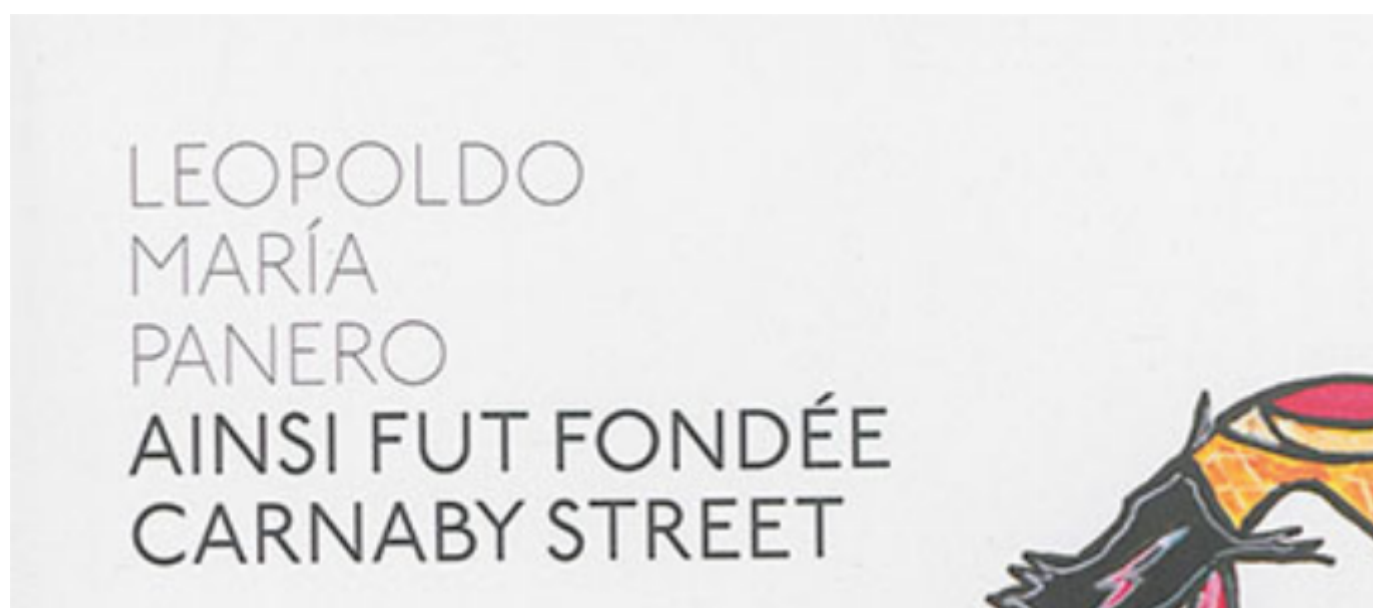 LEOPOLDO
MARÍA
PANERO
AINSI FUT FONDÉE
CARNABY STREET